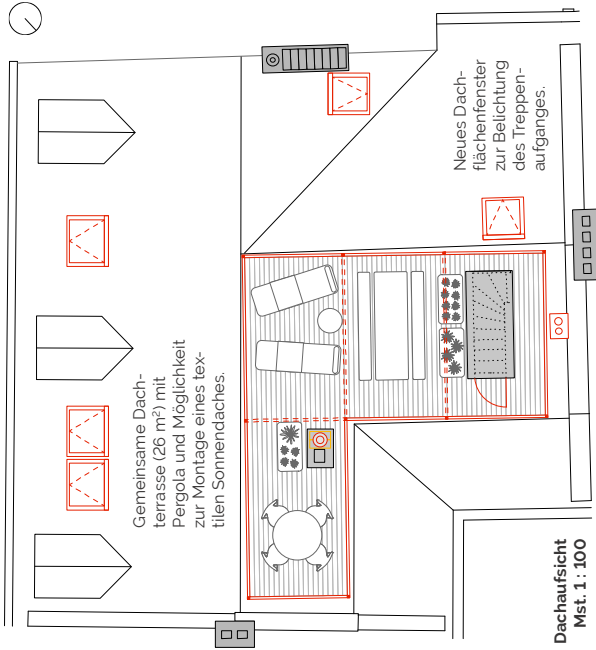 Gemeinsame Dach-
terrasse (26 m²) mit
Pergola und Möglichkeit
zur Montage eines tex-
tilen Sonnendaches.
Neues Dach-
flächenfenster
zur Belichtung
des Treppen-
aufganges.
Dachaufsicht
Mst. 1 : 100